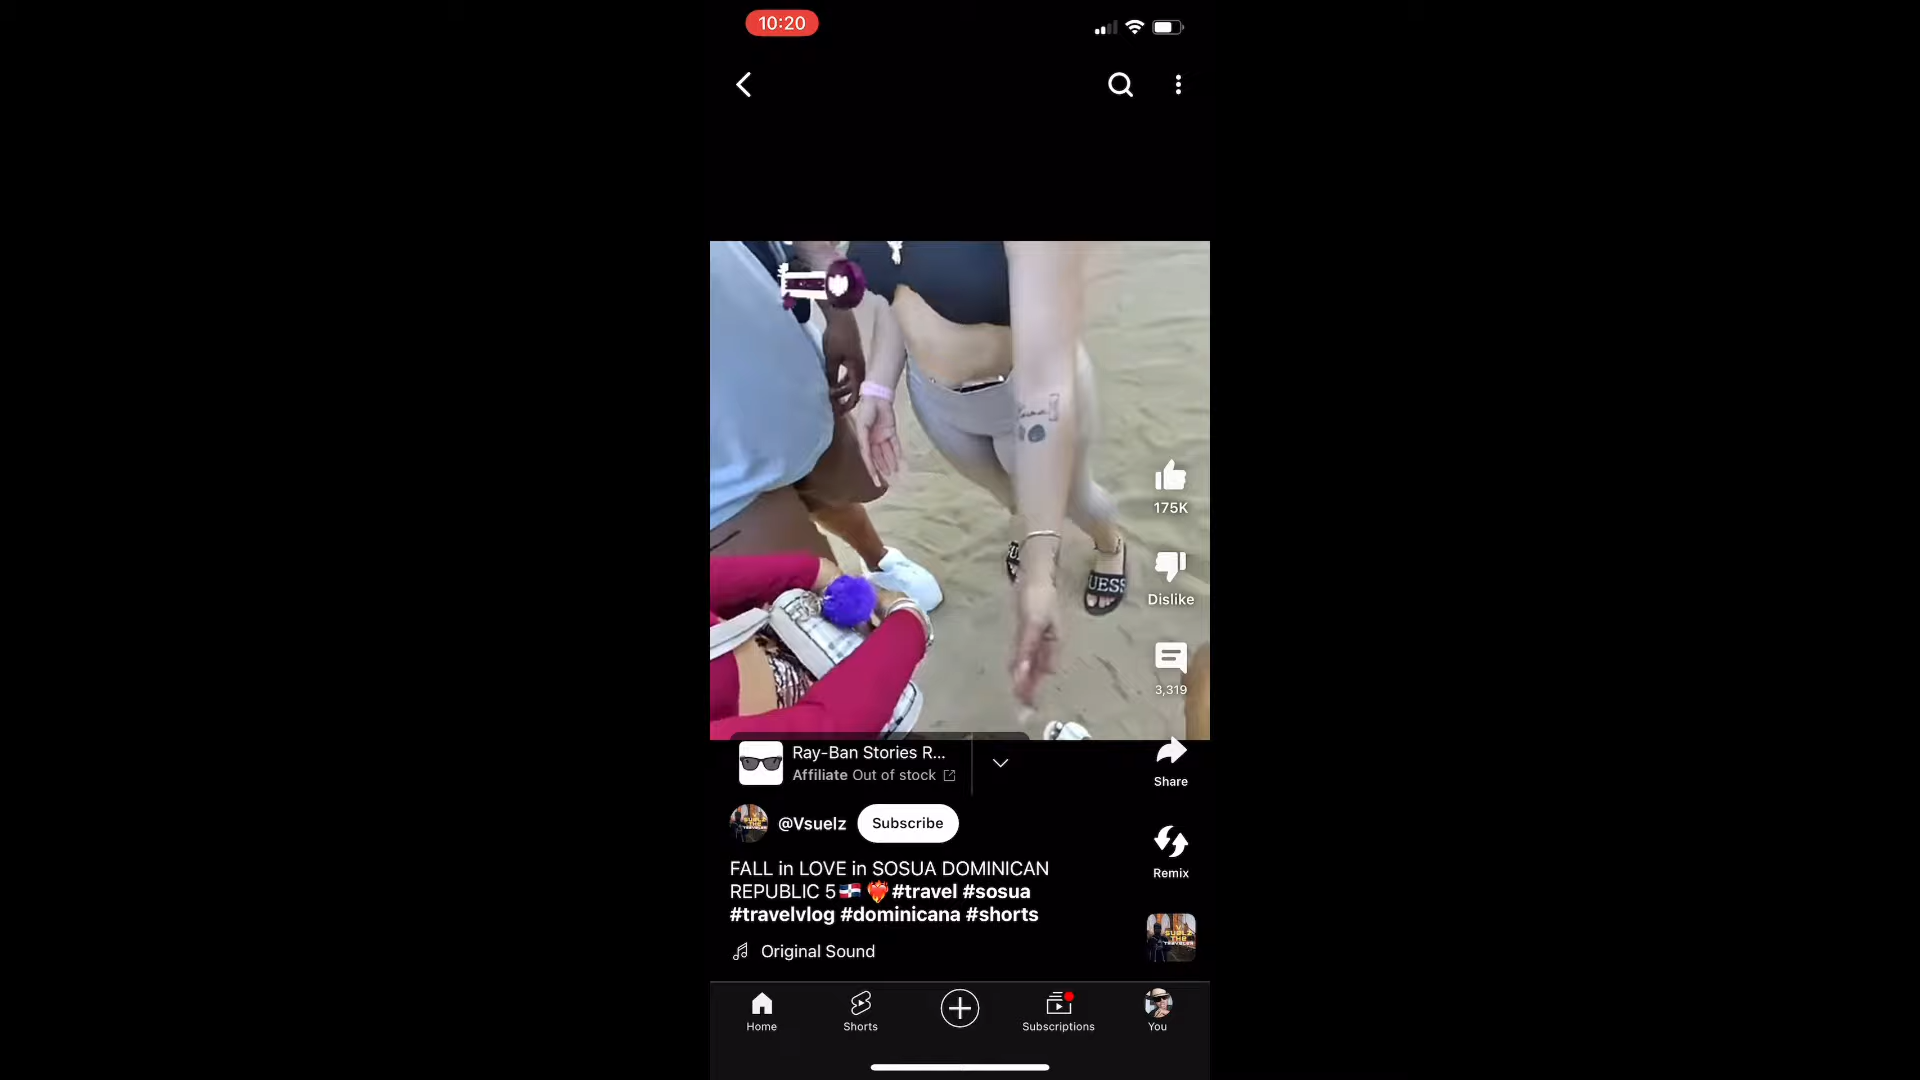 10:20
UESS
175K
Dislike
3,319
Ray-Ban Stories R...
Affiliate Out of stock
Share
@Vsuelz
Subscribe
FALL in LOVE in SOSUA DOMINICAN
REPUBLIC 5🇩🇴 ❤️‍🔥#travel #sosua
#travelvlog #dominicana #shorts
Remix
Original Sound
Home
Shorts
Subscriptions
You